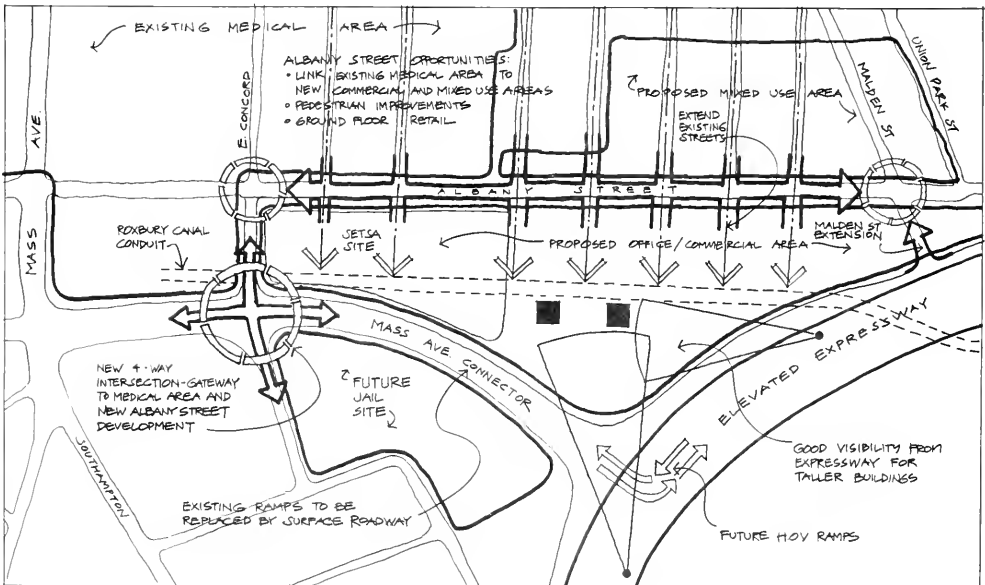 EXISTING MEDICAL AREA
ALBANY STREET OPPORTUNITIES:
• LINK EXISTING MEDICAL AREA TO
NEW COMMERCIAL AND MIXED USE AREAS
• PEDESTRIAN IMPROVEMENTS
• GROUND FLOOR RETAIL
MASS AVE.
E. CONCORD
PROPOSED MIXED USE AREA
EXTEND
EXISTING
STREETS
MALDEN ST
UNION PARK ST
ALBANY STREET
ROXBURY CANAL
CONDUIT
SETSA
SITE
PROPOSED OFFICE/COMMERCIAL AREA
MALDEN ST
EXTENSION
MASS AVE. CONNECTOR
ELEVATED EXPRESSWAY
NEW 4-WAY
INTERSECTION-GATEWAY
TO MEDICAL AREA AND
NEW ALBANY STREET
DEVELOPMENT
FUTURE
JAIL
SITE
SOUTHAMPTON
GOOD VISIBILITY FROM
EXPRESSWAY FOR
TALLER BUILDINGS
EXISTING RAMPS TO BE
REPLACED BY SURFACE ROADWAY
FUTURE HOV RAMPS